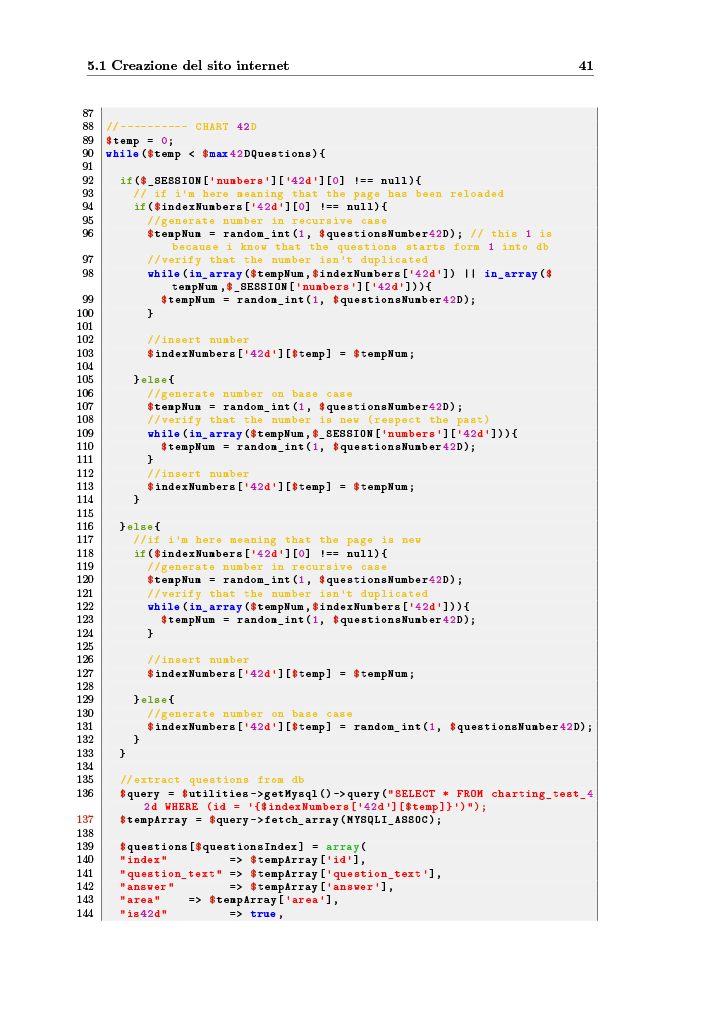 5.1 Creazione del sito internet 41
87
88 //---------- CHART 42D
89 $temp = 0;
90 while($temp < $max42DQuestions){
91
92 if($_SESSION['numbers']['42d'][0] !== null){
93 // if i'm here meaning that the page has been reloaded
94 if($indexNumbers['42d'][0] !== null){
95 //generate number in recursive case
96 $tempNum = random_int(1, $questionsNumber42D); // this 1 is
because i know that the questions starts form 1 into db
97 //verify that the number isn't duplicated
98 while(in_array($tempNum,$indexNumbers['42d']) || in_array($
tempNum,$_SESSION['numbers']['42d'])){
99 $tempNum = random_int(1, $questionsNumber42D);
100 }
101
102 //insert number
103 $indexNumbers['42d'][$temp] = $tempNum;
104
105 }else{
106 //generate number on base case
107 $tempNum = random_int(1, $questionsNumber42D);
108 //verify that the number is new (respect the past)
109 while(in_array($tempNum,$_SESSION['numbers']['42d'])){
110 $tempNum = random_int(1, $questionsNumber42D);
111 }
112 //insert number
113 $indexNumbers['42d'][$temp] = $tempNum;
114 }
115
116 }else{
117 //if i'm here meaning that the page is new
118 if($indexNumbers['42d'][0] !== null){
119 //generate number in recursive case
120 $tempNum = random_int(1, $questionsNumber42D);
121 //verify that the number isn't duplicated
122 while(in_array($tempNum,$indexNumbers['42d'])){
123 $tempNum = random_int(1, $questionsNumber42D);
124 }
125
126 //insert number
127 $indexNumbers['42d'][$temp] = $tempNum;
128
129 }else{
130 //generate number on base case
131 $indexNumbers['42d'][$temp] = random_int(1, $questionsNumber42D);
132 }
133 }
134
135 //extract questions from db
136 $query = $utilities->getMysql()->query("SELECT * FROM charting_test_4
2d WHERE (id = '{$indexNumbers['42d'][$temp]}')");
137 $tempArray = $query->fetch_array(MYSQLI_ASSOC);
138
139 $questions[$questionsIndex] = array(
140 "index" => $tempArray['id'],
141 "question_text" => $tempArray['question_text'],
142 "answer" => $tempArray['answer'],
143 "area" => $tempArray['area'],
144 "is42d" => true,